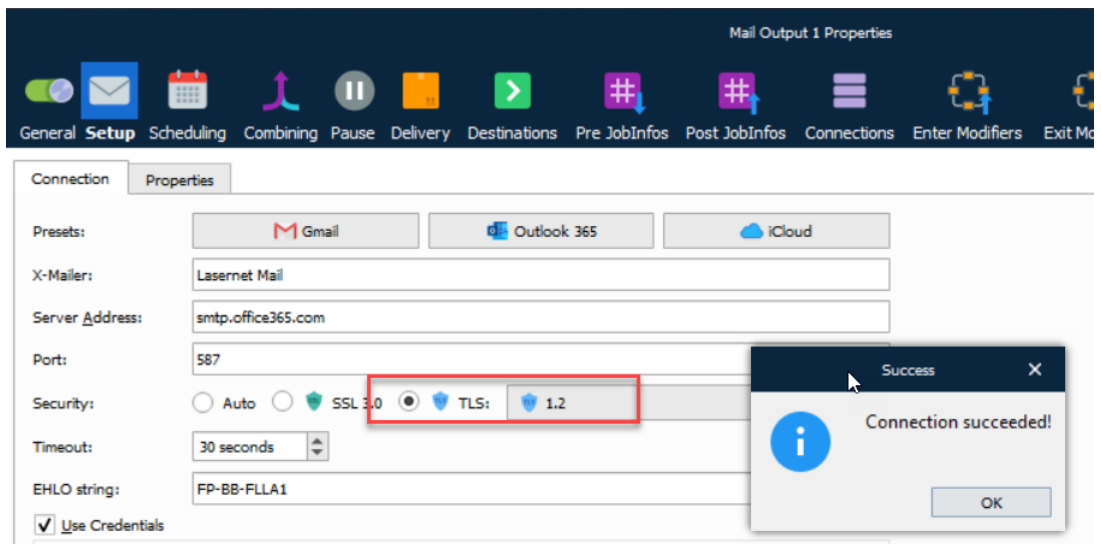 Mail Output 1 Properties
General Setup Scheduling Combining Pause Delivery Destinations Pre JobInfos Post JobInfos Connections Enter Modifiers Exit Mo
Connection Properties
Presets: Gmail Outlook 365 iCloud
X-Mailer: Lasernet Mail
Server Address: smtp.office365.com
Port: 587
Security: Auto SSL 3.0 TLS: 1.2
Timeout: 30 seconds
EHLO string: FP-BB-FLLA1
Use Credentials
Success
Connection succeeded!
OK